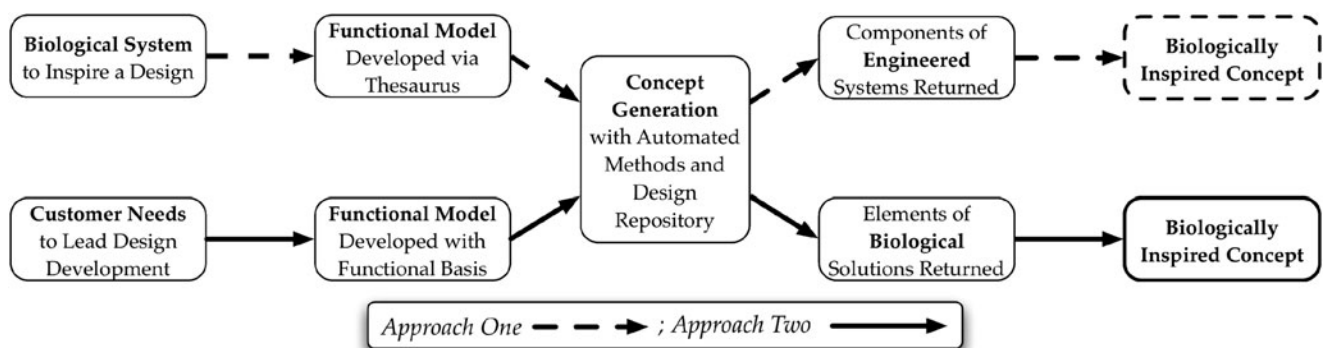 Biological System
to Inspire a Design
Functional Model
Developed via
Thesaurus
Concept
Generation
with Automated
Methods and
Design
Repository
Components of
Engineered
Systems Returned
Biologically
Inspired Concept
Customer Needs
to Lead Design
Development
Functional Model
Developed with
Functional Basis
Elements of
Biological
Solutions Returned
Biologically
Inspired Concept
Approach One ; Approach Two